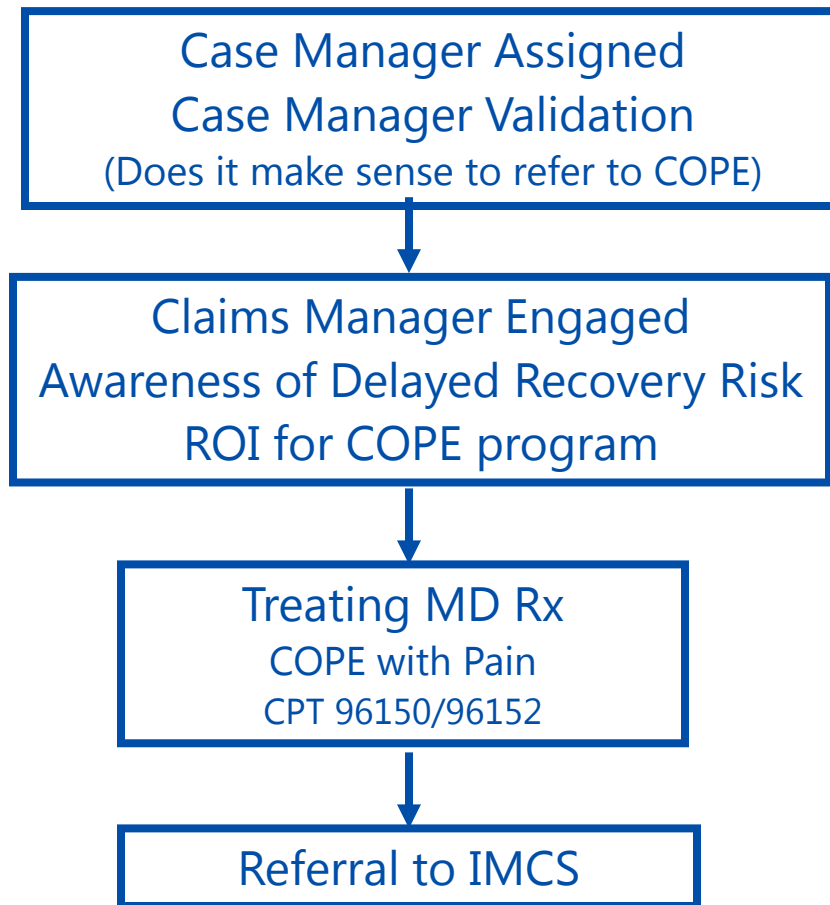 Case Manager Assigned
Case Manager Validation
(Does it make sense to refer to COPE)
Claims Manager Engaged
Awareness of Delayed Recovery Risk
ROI for COPE program
Treating MD Rx
COPE with Pain
CPT 96150/96152
Referral to IMCS